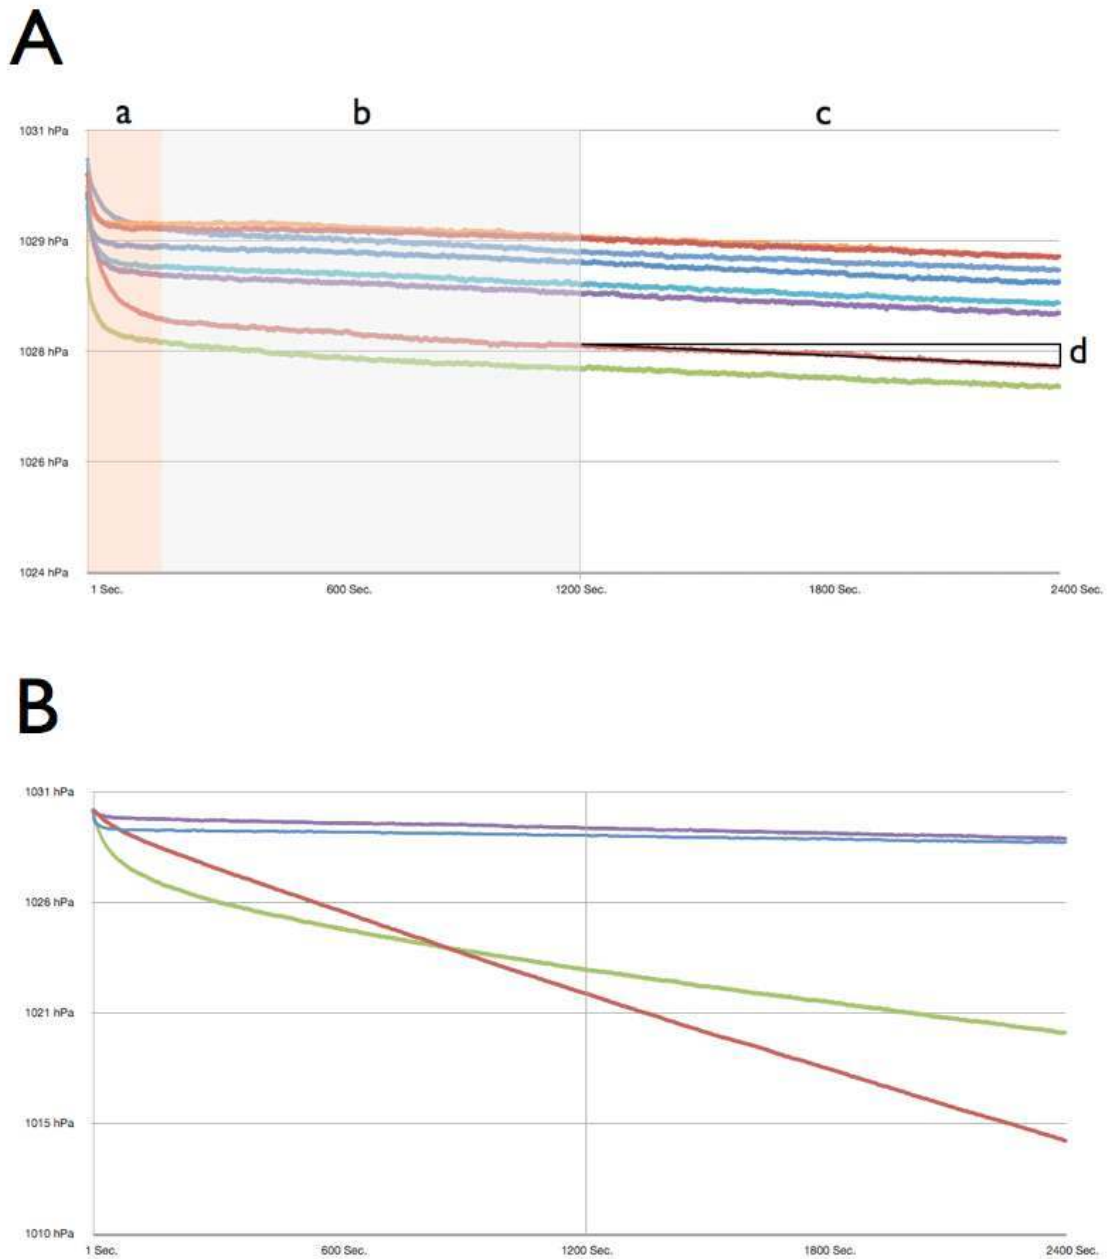 A
a b c
1031 hPa
1029 hPa
1028 hPa
d
1026 hPa
1024 hPa
1 Sec. 600 Sec. 1200 Sec. 1800 Sec. 2400 Sec.
B
1031 hPa
1026 hPa
1021 hPa
1015 hPa
1010 hPa
1 Sec. 600 Sec. 1200 Sec. 1800 Sec. 2400 Sec.